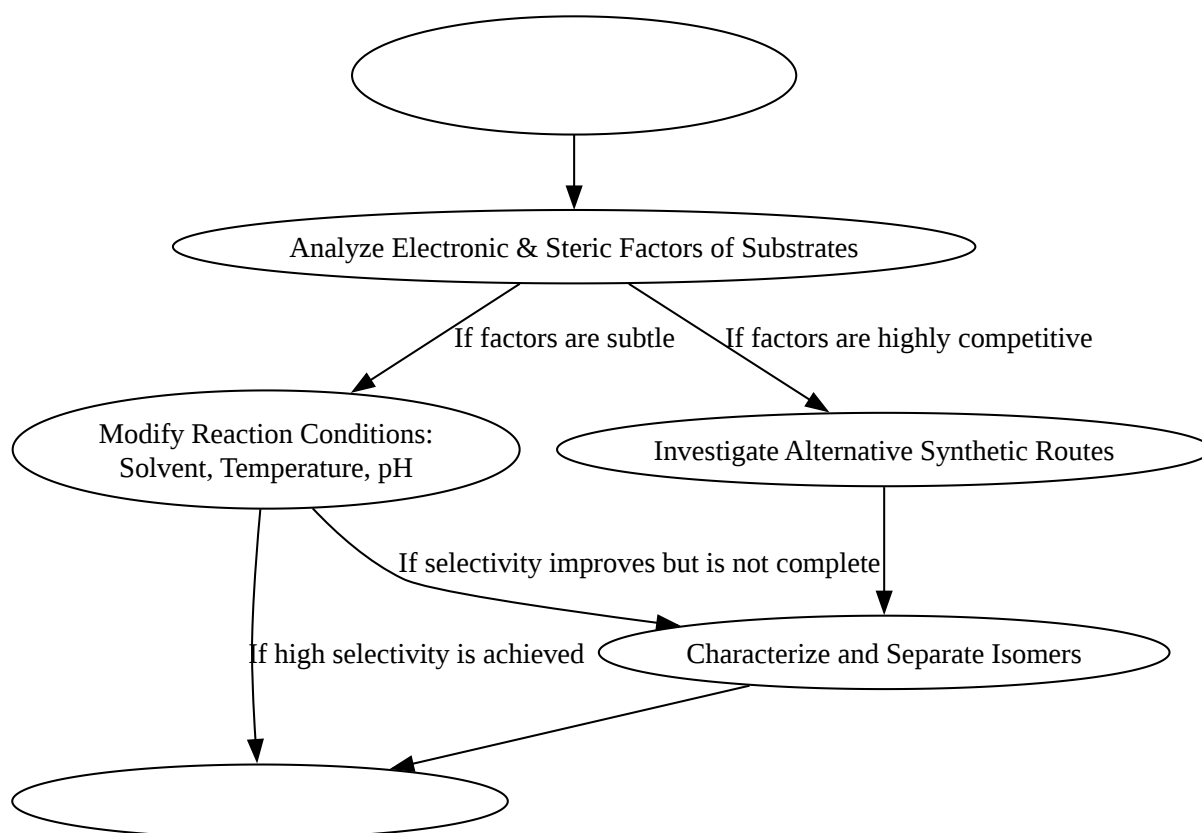 Analyze Electronic & Steric Factors of Substrates
If factors are subtle
If factors are highly competitive
Modify Reaction Conditions:
Solvent, Temperature, pH
Investigate Alternative Synthetic Routes
If selectivity improves but is not complete
If high selectivity is achieved
Characterize and Separate Isomers